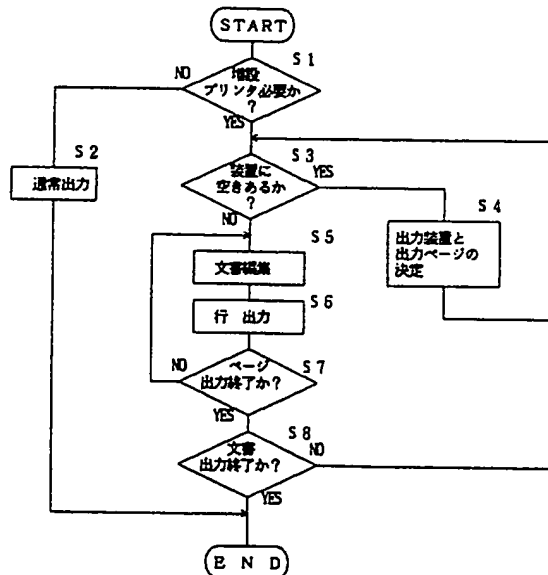 START
S1
NO
増設
プリンタ必要か
?
YES
S2
通常出力
S3
装置に
空きあるか
?
YES
NO
S4
出力装置と
出力ページの
決定
S5
文書編集
S6
行 出力
S7
NO
ページ
出力終了か?
YES
S8
文書
出力終了か?
NO
YES
END